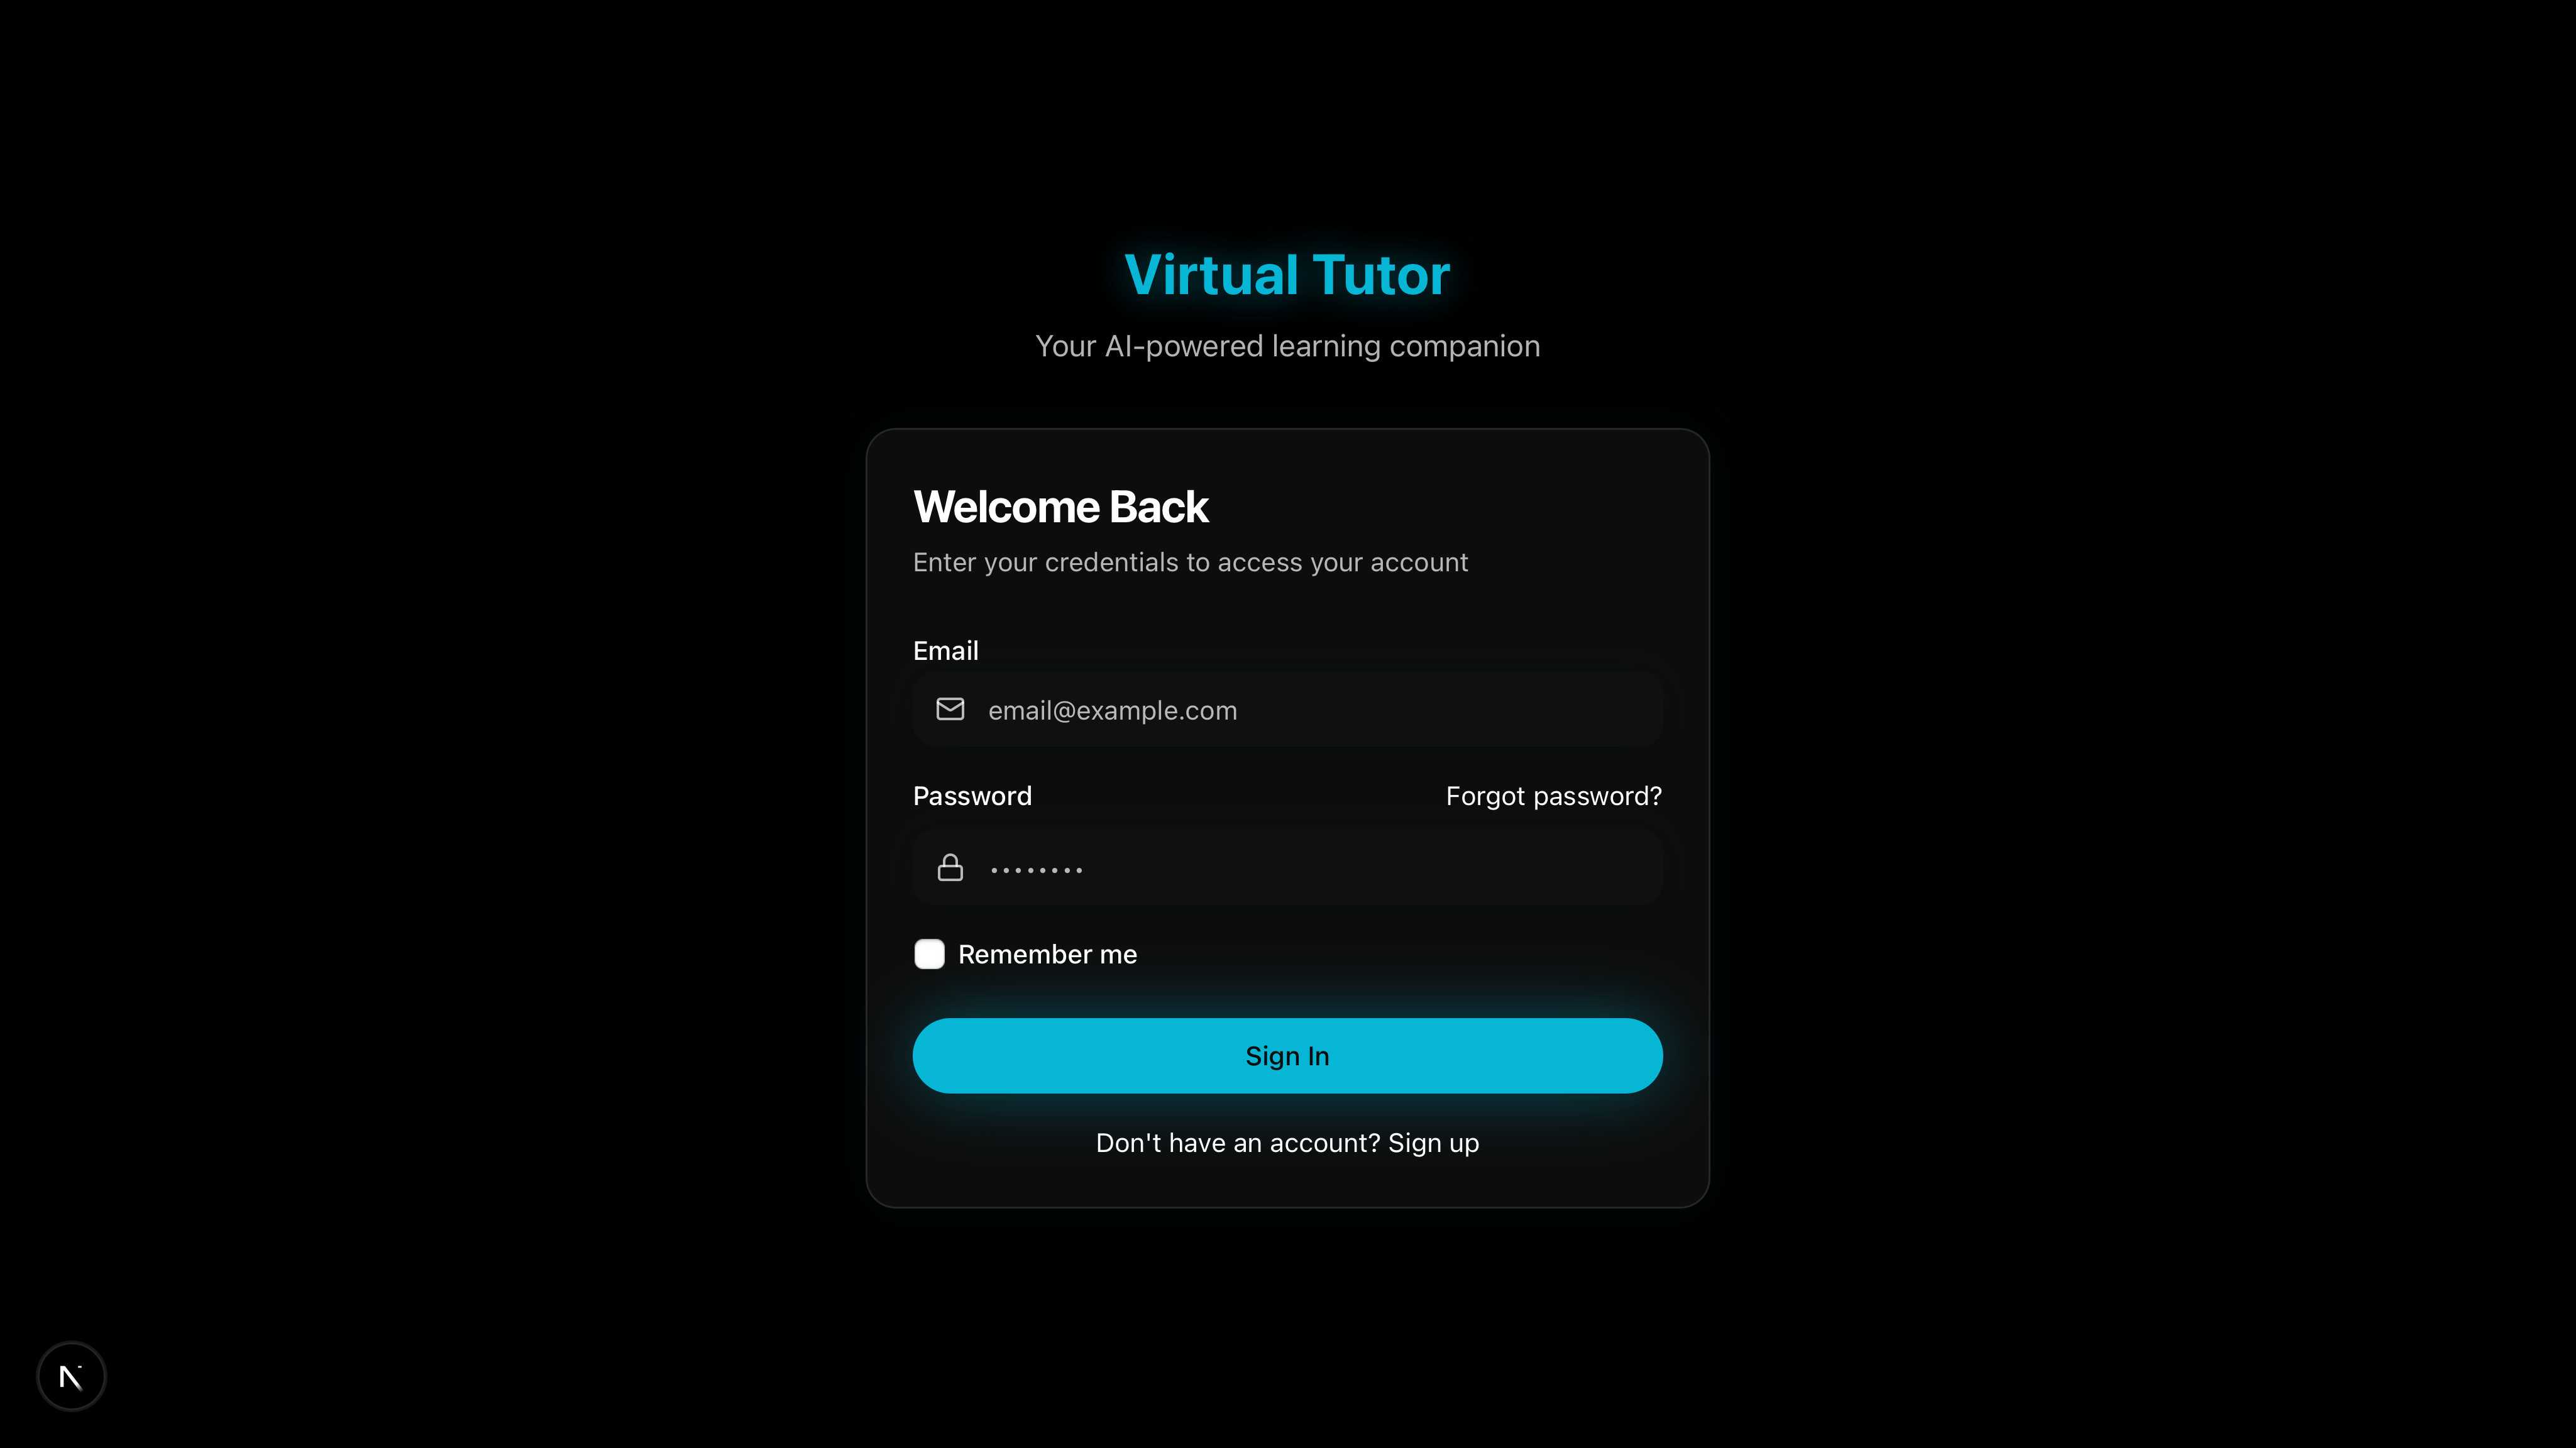 Virtual Tutor
Your AI-powered learning companion
Welcome Back
Enter your credentials to access your account
Email
email@example.com
Password
Forgot password?
••••••••
Remember me
Sign In
Don't have an account? Sign up
N